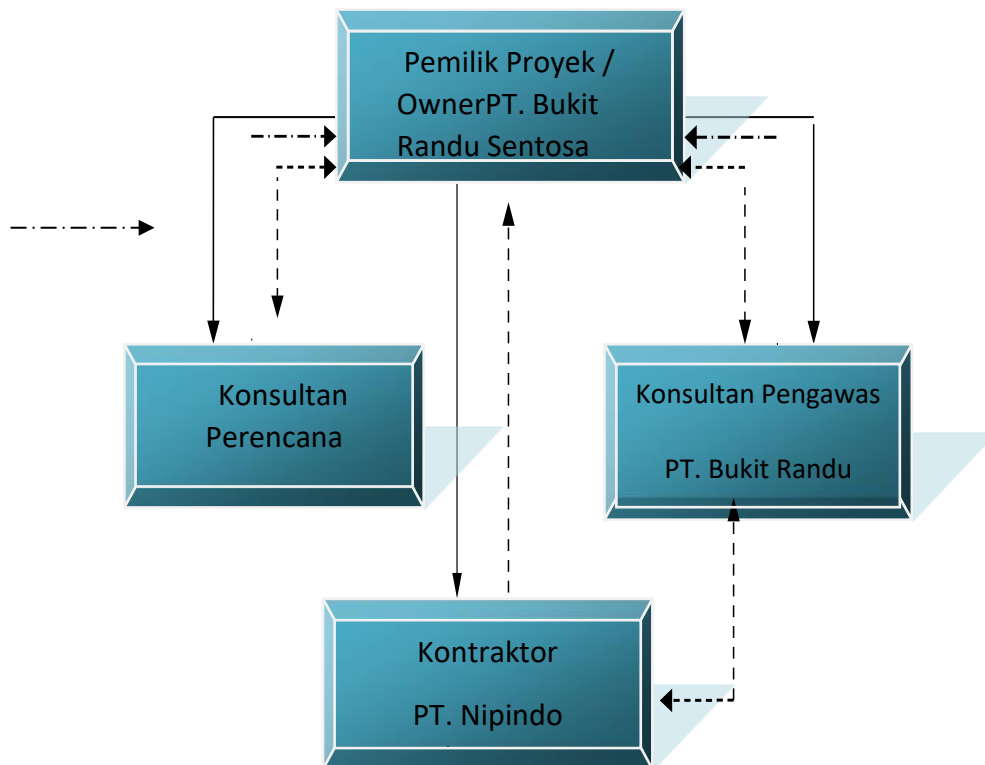 Pemilik Proyek /
OwnerPT. Bukit
Randu Sentosa
Konsultan
Perencana
Konsultan Pengawas
PT. Bukit Randu
Kontraktor
PT. Nipindo